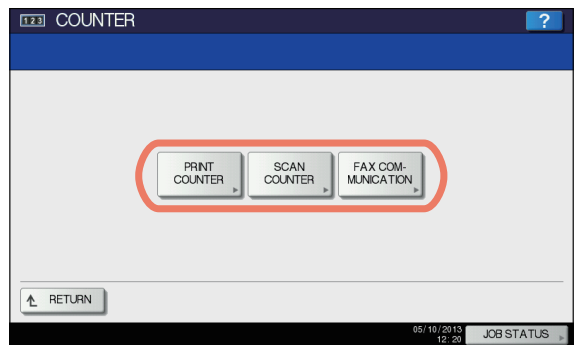 123 COUNTER ?
PRINT
COUNTER
SCAN
COUNTER
FAX COM-
MUNICATION
RETURN
05/10/2013
12:20
JOB STATUS